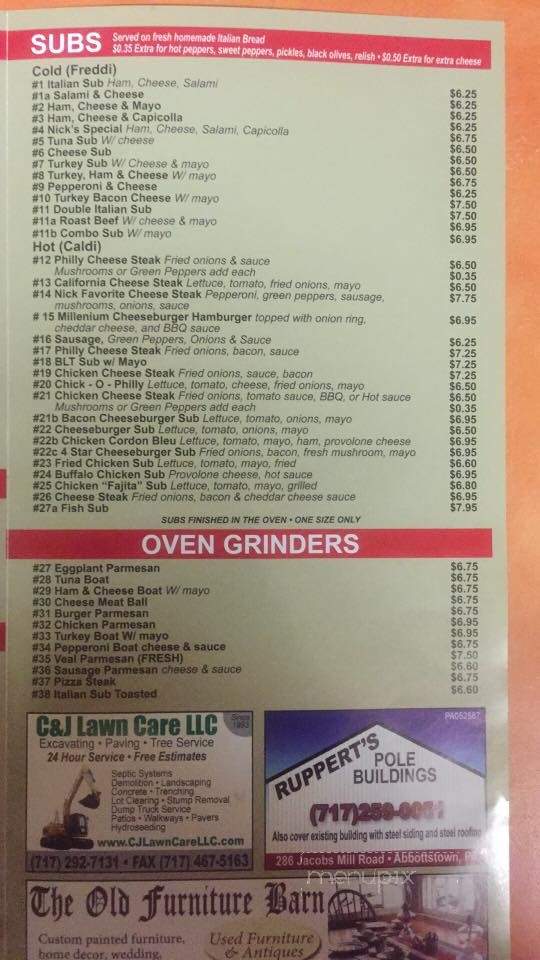 SUBS
Served on fresh homemade Italian Bread
$0.35 Extra for hot peppers, sweet peppers, pickles, black olives, relish • $0.50 Extra for extra cheese
Cold (Freddi)
#1 Italian Sub Ham, Cheese, Salami $6.25
#1a Salami & Cheese $6.25
#2 Ham, Cheese & Mayo $6.25
#3 Ham, Cheese & Capicolla $6.25
#4 Nick's Special Ham, Cheese, Salami, Capicolla $6.75
#5 Tuna Sub W/ cheese $6.50
#6 Cheese Sub $6.50
#7 Turkey Sub W/ Cheese & mayo $6.50
#8 Turkey, Ham & Cheese W/ mayo $6.75
#9 Pepperoni & Cheese $6.25
#10 Turkey Bacon Cheese W/ mayo $7.50
#11 Double Italian Sub $7.50
#11a Roast Beef W/ cheese & mayo $6.95
#11b Combo Sub W/ mayo $6.95
Hot (Caldi)
#12 Philly Cheese Steak Fried onions & sauce $6.50
Mushrooms or Green Peppers add each $0.35
#13 California Cheese Steak Lettuce, tomato, fried onions, mayo $6.50
#14 Nick Favorite Cheese Steak Pepperoni, green peppers, sausage, $7.75
mushrooms, onions, sauce
# 15 Millenium Cheeseburger Hamburger topped with onion ring, $6.95
cheddar cheese, and BBQ sauce
#16 Sausage, Green Peppers, Onions & Sauce $6.25
#17 Philly Cheese Steak Fried onions, bacon, sauce $7.25
#18 BLT Sub w/ Mayo $7.25
#19 Chicken Cheese Steak Fried onions, sauce, bacon $7.25
#20 Chick - O - Philly Lettuce, tomato, cheese, fried onions, mayo $6.50
#21 Chicken Cheese Steak Fried onions, tomato sauce, BBQ, or Hot sauce $6.50
Mushrooms or Green Peppers add each $0.35
#21b Bacon Cheeseburger Sub Lettuce, tomato, onions, mayo $6.95
#22 Cheeseburger Sub Lettuce, tomato, onions, mayo $6.50
#22b Chicken Cordon Bleu Lettuce, tomato, mayo, ham, provolone cheese $6.95
#22c 4 Star Cheeseburger Sub Fried onions, bacon, fresh mushroom, mayo $6.95
#23 Fried Chicken Sub Lettuce, tomato, mayo, fried $6.60
#24 Buffalo Chicken Sub Provolone cheese, hot sauce $6.95
#25 Chicken "Fajita" Sub Lettuce, tomato, mayo, grilled $6.80
#26 Cheese Steak Fried onions, bacon & cheddar cheese sauce $6.95
#27a Fish Sub $7.95
SUBS FINISHED IN THE OVEN • ONE SIZE ONLY
OVEN GRINDERS
#27 Eggplant Parmesan $6.75
#28 Tuna Boat $6.75
#29 Ham & Cheese Boat W/ mayo $6.75
#30 Cheese Meat Ball $6.75
#31 Burger Parmesan $6.75
#32 Chicken Parmesan $6.95
#33 Turkey Boat W/ mayo $6.95
#34 Pepperoni Boat cheese & sauce $6.75
#35 Veal Parmesan (FRESH) $7.50
#36 Sausage Parmesan cheese & sauce $6.60
#37 Pizza Steak $6.75
#38 Italian Sub Toasted $6.60
C&J Lawn Care LLC
Since 1993
Excavating • Paving • Tree Service
24 Hour Service • Free Estimates
Septic Systems
Demolition • Landscaping
Concrete • Trenching
Lot Clearing • Stump Removal
Dump Truck Service
Patios • Walkways • Pavers
Hydroseeding
www.CJLawnCareLLC.com
(717) 292-7131 • FAX (717) 467-5163
PA052587
RUPPERT'S
POLE
BUILDINGS
(717)259-
Also cover existing building with steel siding and steel roofing
286 Jacobs Mill Road • Abbottstown,
menupix
The Old Furniture Barn
Custom painted furniture,
home decor, wedding,
Used Furniture
& Antiques